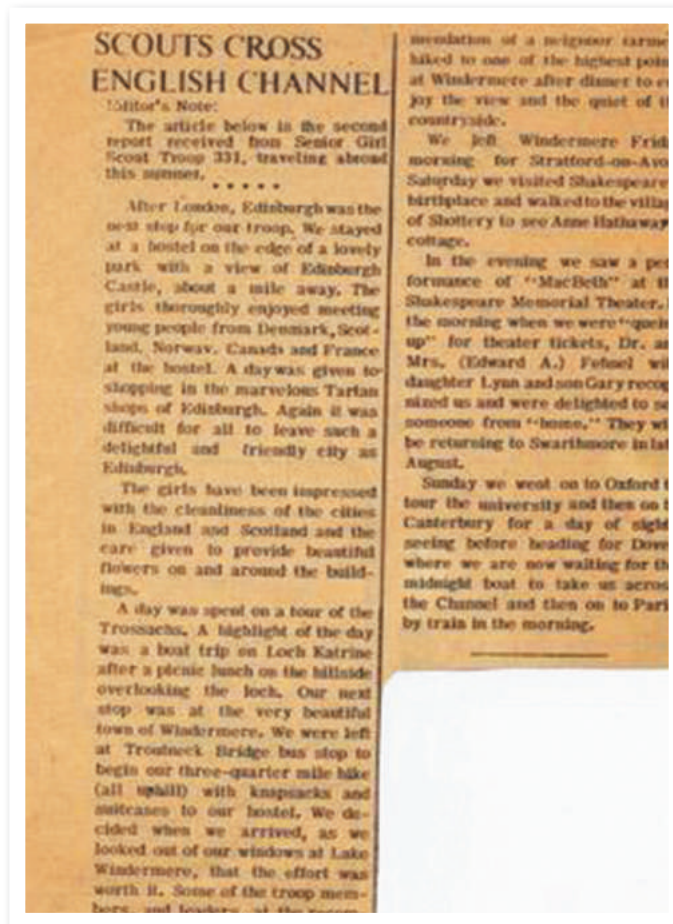 SCOUTS CROSS
ENGLISH CHANNEL
Editor's Note:
The article below is the second
report received from Senior Girl
Scout Troop 331, traveling abroad
this summer.
* * * * *
After London, Edinburgh was the
next stop for our troop. We stayed
at a hostel on the edge of a lovely
park with a view of Edinburgh
Castle, about a mile away. The
girls thoroughly enjoyed meeting
young people from Denmark, Scot-
land, Norway, Canada and France
at the hostel. A day was given to
shopping in the marvelous Tartan
shops of Edinburgh. Again it was
difficult for all to leave such a
delightful and friendly city as
Edinburgh.
The girls have been impressed
with the cleanliness of the cities
in England and Scotland and the
care given to provide beautiful
flowers on and around the build-
ings.
A day was spent on a tour of the
Trossachs. A highlight of the day
was a boat trip on Loch Katrine
after a picnic lunch on the hillside
overlooking the loch. Our next
stop was at the very beautiful
town of Windermere. We were left
at Troutneck Bridge bus stop to
begin our three-quarter mile hike
(all uphill) with knapsacks and
suitcases to our hostel. We de-
cided when we arrived, as we
looked out of our windows at Lake
Windermere, that the effort was
worth it. Some of the troop mem-
bers, and leaders, at the recom-
mendation of a neighbor farme
hiked to one of the highest poin
at Windermere after dinner to e
joy the view and the quiet of t
countryside.
We left Windermere Frid
morning for Stratford-on-Avo
Saturday we visited Shakespeare
birthplace and walked to the villag
of Shottery to see Anne Hathaway
cottage.
In the evening we saw a per
formance of "MacBeth" at th
Shakespeare Memorial Theater.
the morning when we were "quein
up" for theater tickets, Dr. an
Mrs. (Edward A.) Fehnel wi
daughter Lynn and son Gary recog
nized us and were delighted to se
someone from "home." They wi
be returning to Swarthmore in lat
August.
Sunday we went on to Oxford t
tour the university and then on t
Canterbury for a day of sight
seeing before heading for Dove
where we are now waiting for th
midnight boat to take us acros
the Channel and then on to Pari
by train in the morning.